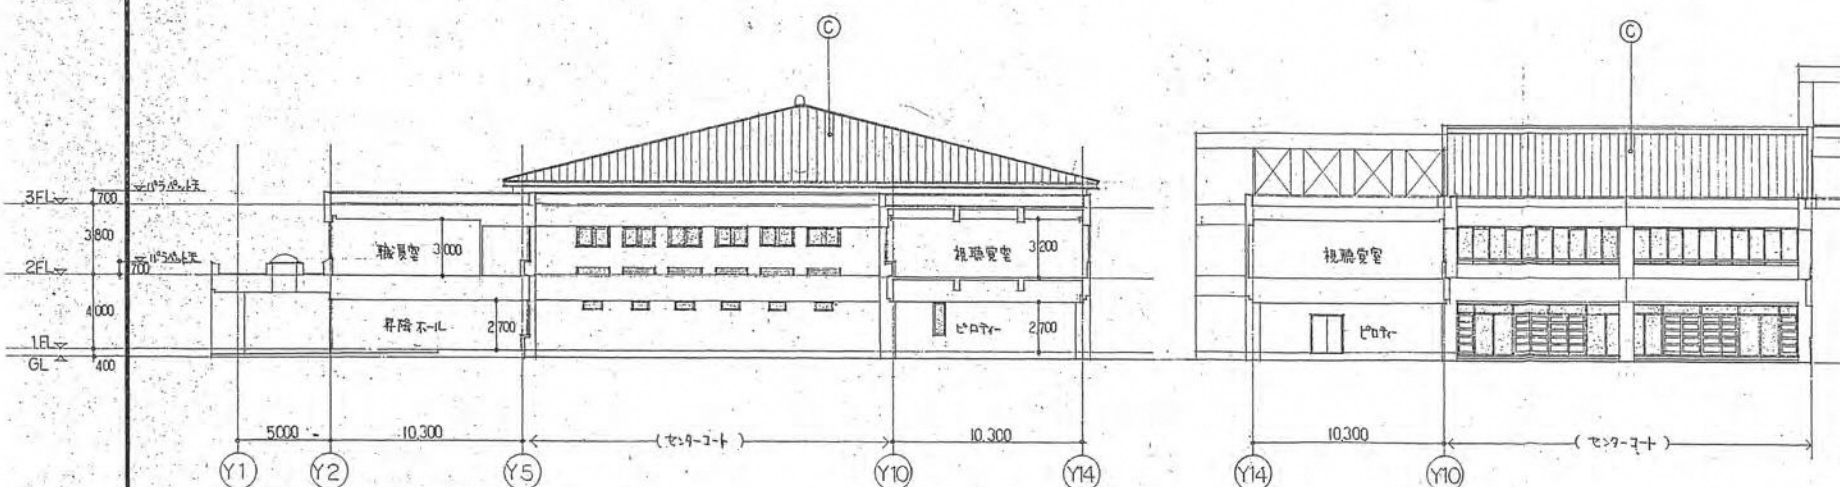 C
C
パラペット天
3FL
700
3800
職員室
3,000
視聴覚室
3,200
視聴覚室
パラペット天
2FL
700
4,000
昇降ホール
2,700
ピロティー
2,700
ピロティー
1FL
GL
400
5000
10,300
(センターコート)
10,300
10,300
(センターコート)
Y1
Y2
Y5
Y10
Y14
Y14
Y10